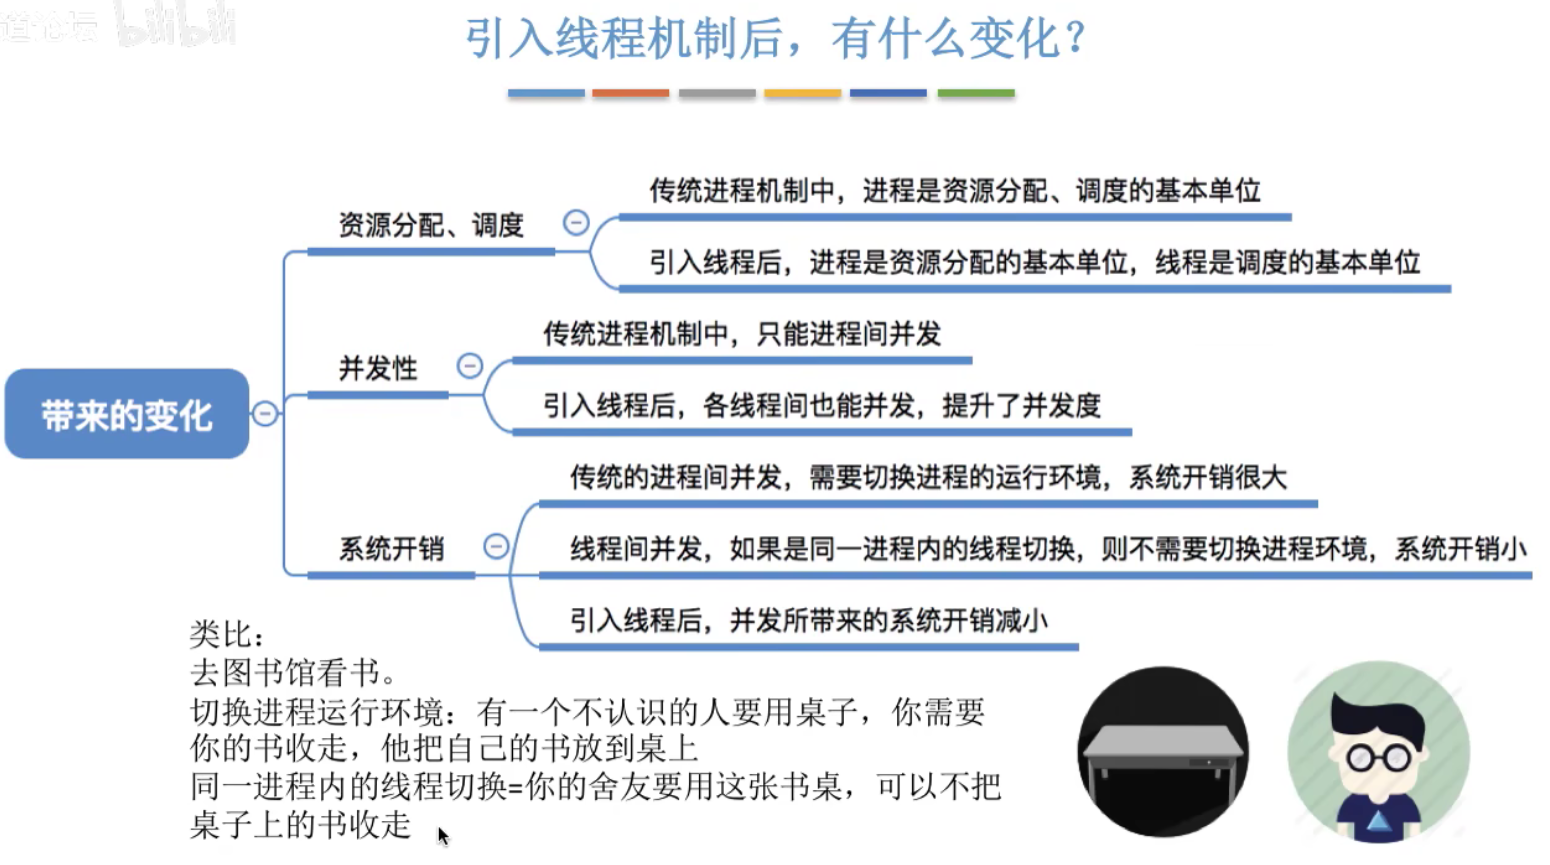 道论坛 bilibili
引入线程机制后，有什么变化？
传统进程机制中，进程是资源分配、调度的基本单位
资源分配、调度
引入线程后，进程是资源分配的基本单位，线程是调度的基本单位
传统进程机制中，只能进程间并发
并发性
引入线程后，各线程间也能并发，提升了并发度
带来的变化
传统的进程间并发，需要切换进程的运行环境，系统开销很大
系统开销
线程间并发，如果是同一进程内的线程切换，则不需要切换进程环境，系统开销小
引入线程后，并发所带来的系统开销减小
类比：
去图书馆看书。
切换进程运行环境：有一个不认识的人要用桌子，你需要
你的书收走，他把自己的书放到桌上
同一进程内的线程切换=你的舍友要用这张书桌，可以不把
桌子上的书收走